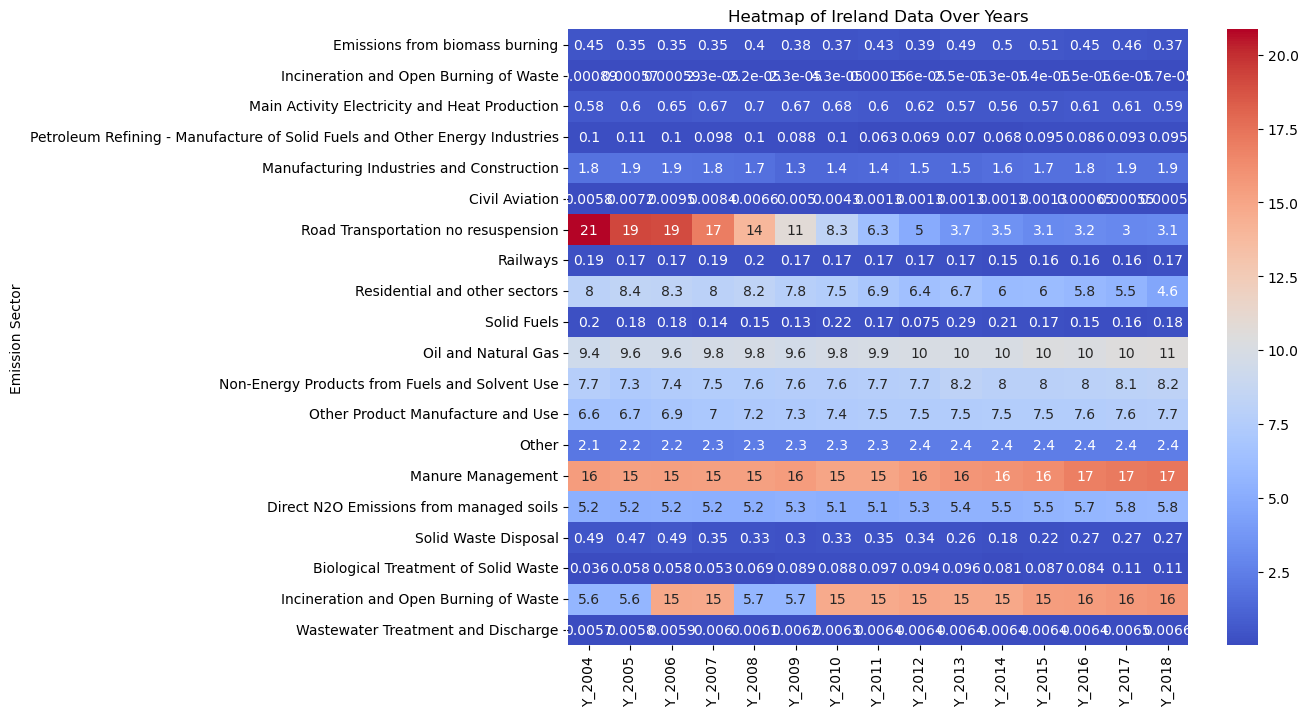 Heatmap of Ireland Data Over Years
Emission Sector
Emissions from biomass burning 0.45 0.35 0.35 0.35 0.4 0.38 0.37 0.43 0.39 0.49 0.5 0.51 0.45 0.46 0.37
Incineration and Open Burning of Waste
Main Activity Electricity and Heat Production 0.58 0.6 0.65 0.67 0.7 0.67 0.68 0.6 0.62 0.57 0.56 0.57 0.61 0.61 0.59
Petroleum Refining - Manufacture of Solid Fuels and Other Energy Industries 0.1 0.11 0.1 0.098 0.1 0.088 0.1 0.063 0.069 0.07 0.068 0.095 0.086 0.093 0.095
Manufacturing Industries and Construction 1.8 1.9 1.9 1.8 1.7 1.3 1.4 1.4 1.5 1.5 1.6 1.7 1.8 1.9 1.9
Civil Aviation 0.0058 0.0072 0.0095 0.0084 0.0066 0.005 0.0043 0.0013 0.0013 0.0013 0.0013 0.0013
Road Transportation no resuspension 21 19 19 17 14 11 8.3 6.3 5 3.7 3.5 3.1 3.2 3 3.1
Railways 0.19 0.17 0.17 0.19 0.2 0.17 0.17 0.17 0.17 0.17 0.15 0.16 0.16 0.16 0.17
Residential and other sectors 8 8.4 8.3 8 8.2 7.8 7.5 6.9 6.4 6.7 6 6 5.8 5.5 4.6
Solid Fuels 0.2 0.18 0.18 0.14 0.15 0.13 0.22 0.17 0.075 0.29 0.21 0.17 0.15 0.16 0.18
Oil and Natural Gas 9.4 9.6 9.6 9.8 9.8 9.6 9.8 9.9 10 10 10 10 10 10 11
Non-Energy Products from Fuels and Solvent Use 7.7 7.3 7.4 7.5 7.6 7.6 7.6 7.7 7.7 8.2 8 8 8 8.1 8.2
Other Product Manufacture and Use 6.6 6.7 6.9 7 7.2 7.3 7.4 7.5 7.5 7.5 7.5 7.5 7.6 7.6 7.7
Other 2.1 2.2 2.2 2.3 2.3 2.3 2.3 2.3 2.4 2.4 2.4 2.4 2.4 2.4 2.4
Manure Management 16 15 15 15 15 16 15 15 16 16 16 16 17 17 17
Direct N2O Emissions from managed soils 5.2 5.2 5.2 5.2 5.2 5.3 5.1 5.1 5.3 5.4 5.5 5.5 5.7 5.8 5.8
Solid Waste Disposal 0.49 0.47 0.49 0.35 0.33 0.3 0.33 0.35 0.34 0.26 0.18 0.22 0.27 0.27 0.27
Biological Treatment of Solid Waste 0.036 0.058 0.058 0.053 0.069 0.089 0.088 0.097 0.094 0.096 0.081 0.087 0.084 0.11 0.11
Incineration and Open Burning of Waste 5.6 5.6 15 15 5.7 5.7 15 15 15 15 15 15 16 16 16
Wastewater Treatment and Discharge 0.0057 0.0058 0.0059 0.006 0.0061 0.0062 0.0063 0.0064 0.0064 0.0064 0.0064 0.0064 0.0064 0.0065 0.0066
Y_2004 Y_2005 Y_2006 Y_2007 Y_2008 Y_2009 Y_2010 Y_2011 Y_2012 Y_2013 Y_2014 Y_2015 Y_2016 Y_2017 Y_2018
20.0
17.5
15.0
12.5
10.0
7.5
5.0
2.5